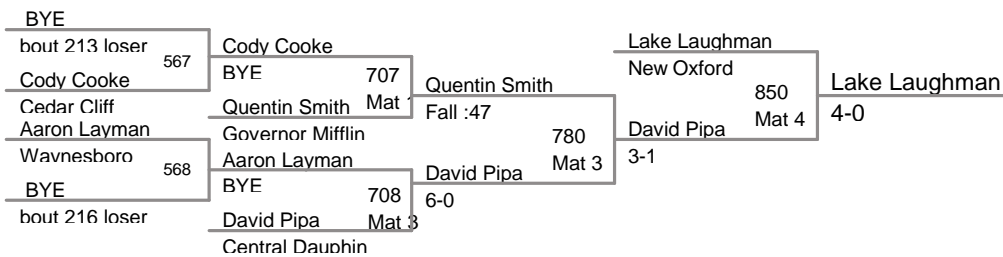 BYE
bout 213 loser
567
Cody Cooke
Cedar Cliff
Aaron Layman
Waynesboro
568
BYE
bout 216 loser
Cody Cooke
BYE
707
Mat 1
Quentin Smith
Governor Mifflin
Aaron Layman
BYE
708
Mat 3
David Pipa
Central Dauphin
Quentin Smith
Fall :47
780
Mat 3
David Pipa
6-0
Lake Laughman
New Oxford
850
Mat 4
David Pipa
3-1
Lake Laughman
4-0